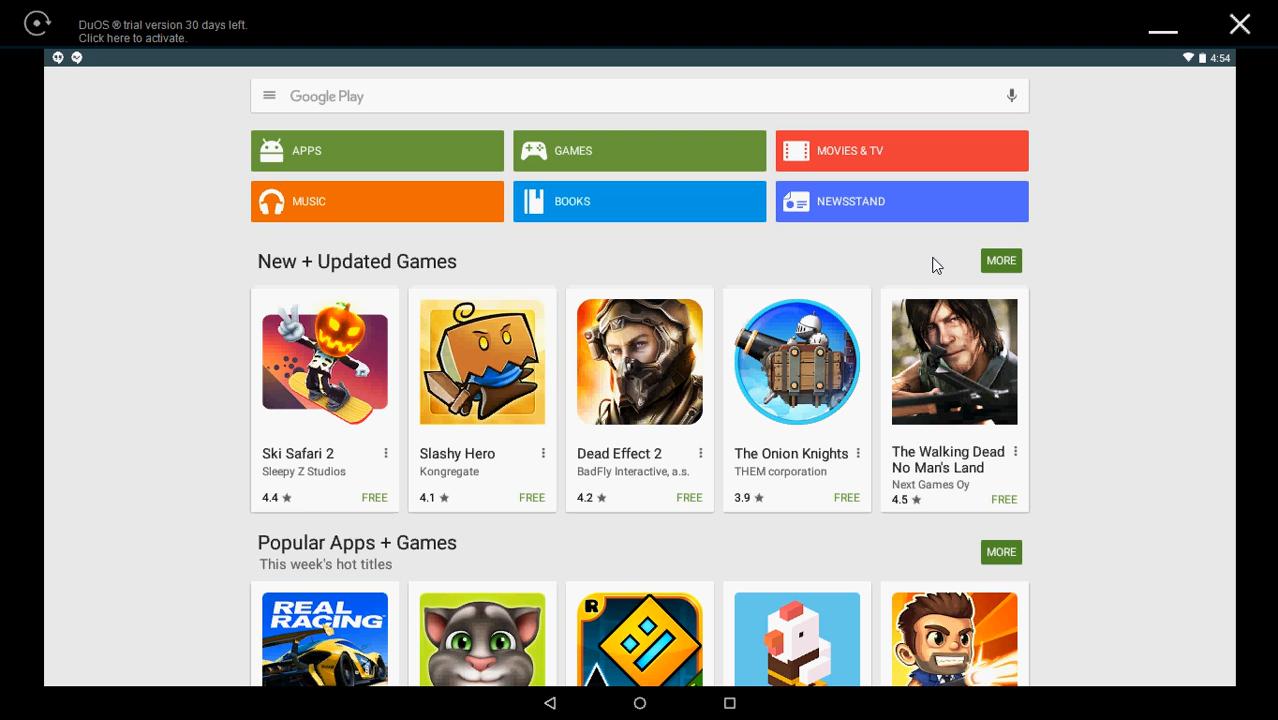 DuOS ® trial version 30 days left.
Click here to activate.
4:54
Google Play
APPS
GAMES
MOVIES & TV
MUSIC
BOOKS
NEWSSTAND
New + Updated Games
MORE
Ski Safari 2
Sleepy Z Studios
4.4 ★ FREE
Slashy Hero
Kongregate
4.1 ★ FREE
Dead Effect 2
BadFly Interactive, a.s.
4.2 ★ FREE
The Onion Knights
THEM corporation
3.9 ★ FREE
The Walking Dead
No Man's Land
Next Games Oy
4.5 ★ FREE
Popular Apps + Games
This week's hot titles
MORE
REAL
RACING
R